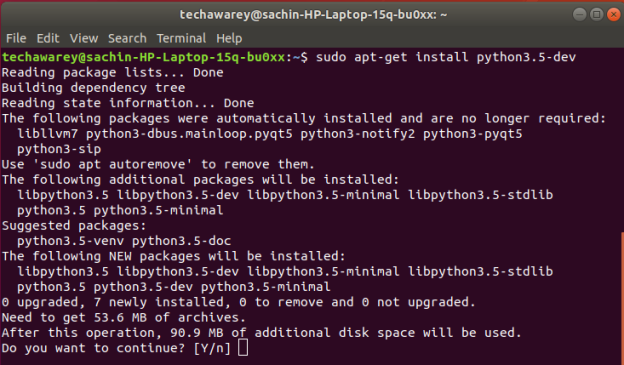 techawarey@sachin-HP-Laptop-15q-bu0xx: ~
File Edit View Search Terminal Help
techawarey@sachin-HP-Laptop-15q-bu0xx:~$ sudo apt-get install python3.5-dev
Reading package lists... Done
Building dependency tree
Reading state information... Done
The following packages were automatically installed and are no longer required:
  libllvm7 python3-dbus.mainloop.pyqt5 python3-notify2 python3-pyqt5
  python3-sip
Use 'sudo apt autoremove' to remove them.
The following additional packages will be installed:
  libpython3.5 libpython3.5-dev libpython3.5-minimal libpython3.5-stdlib
  python3.5 python3.5-minimal
Suggested packages:
  python3.5-venv python3.5-doc
The following NEW packages will be installed:
  libpython3.5 libpython3.5-dev libpython3.5-minimal libpython3.5-stdlib
  python3.5 python3.5-dev python3.5-minimal
0 upgraded, 7 newly installed, 0 to remove and 0 not upgraded.
Need to get 53.6 MB of archives.
After this operation, 90.9 MB of additional disk space will be used.
Do you want to continue? [Y/n]